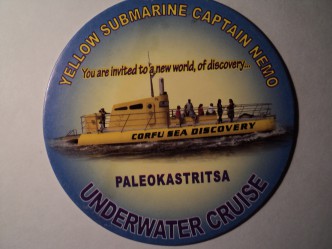 YELLOW SUBMARINE CAPTAIN NEMO
You are invited to a new world, of discovery...
CORFU SEA DISCOVERY
PALEOKASTRITSA
UNDERWATER CRUISE